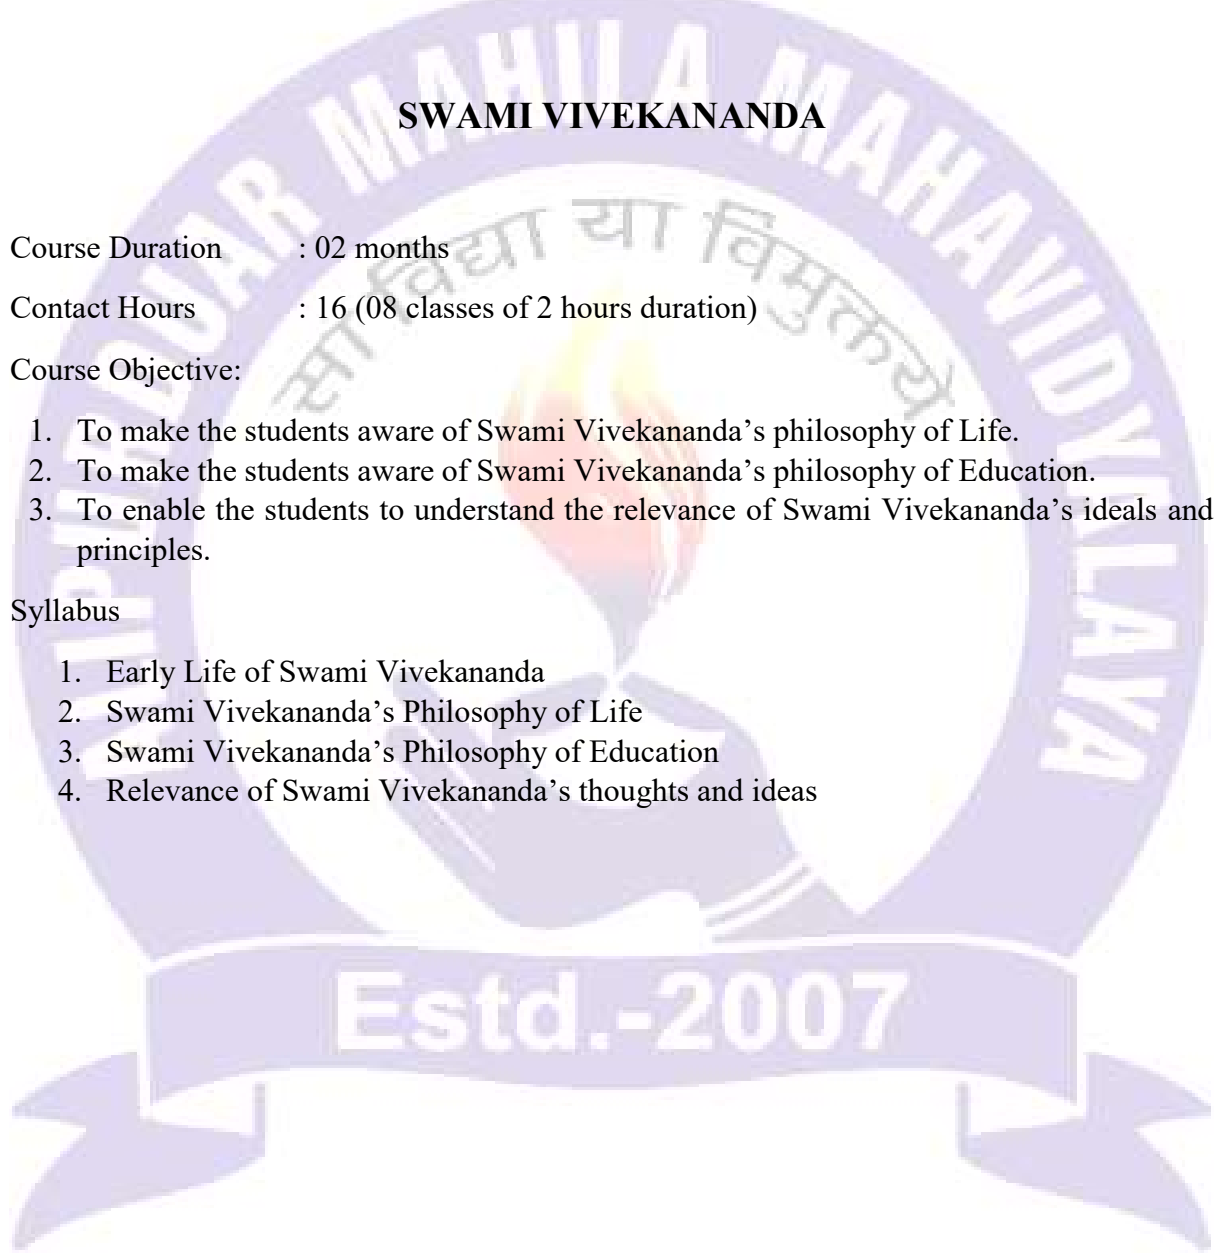 ALIPURDUAR MAHILA MAHAVIDYALAYA
सा विद्या या विमुक्तये
SWAMI VIVEKANANDA
Course Duration : 02 months
Contact Hours : 16 (08 classes of 2 hours duration)
Course Objective:
1. To make the students aware of Swami Vivekananda’s philosophy of Life.
2. To make the students aware of Swami Vivekananda’s philosophy of Education.
3. To enable the students to understand the relevance of Swami Vivekananda’s ideals and
principles.
Syllabus
1. Early Life of Swami Vivekananda
2. Swami Vivekananda’s Philosophy of Life
3. Swami Vivekananda’s Philosophy of Education
4. Relevance of Swami Vivekananda’s thoughts and ideas
Estd.-2007